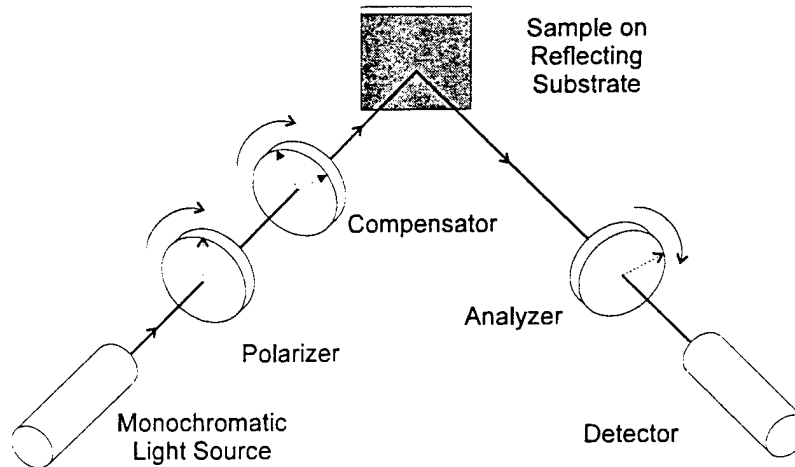 Sample on
Reflecting
Substrate
Compensator
Analyzer
Polarizer
Monochromatic
Light Source
Detector